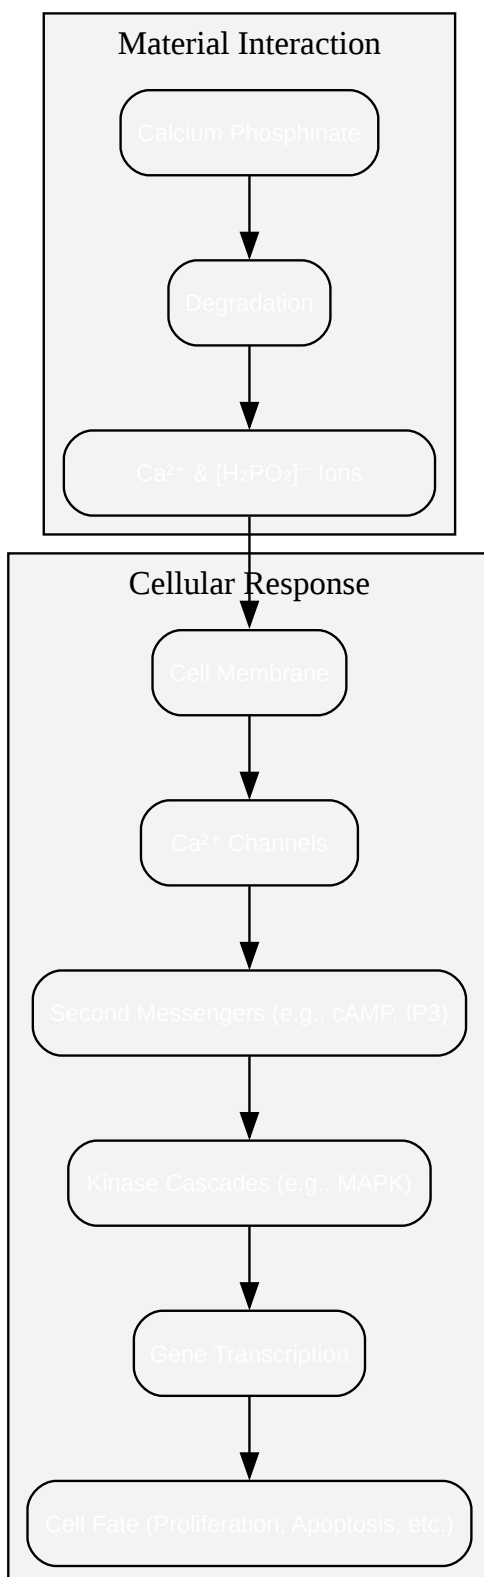 Material Interaction
Calcium Phosphinate
Degradation
Ca²⁺ & [H₂PO₂]⁻ Ions
Cellular Response
Cell Membrane
Ca²⁺ Channels
Second Messengers (e.g., cAMP, IP3)
Kinase Cascades (e.g., MAPK)
Gene Transcription
Cell Fate (Proliferation, Apoptosis, etc.)